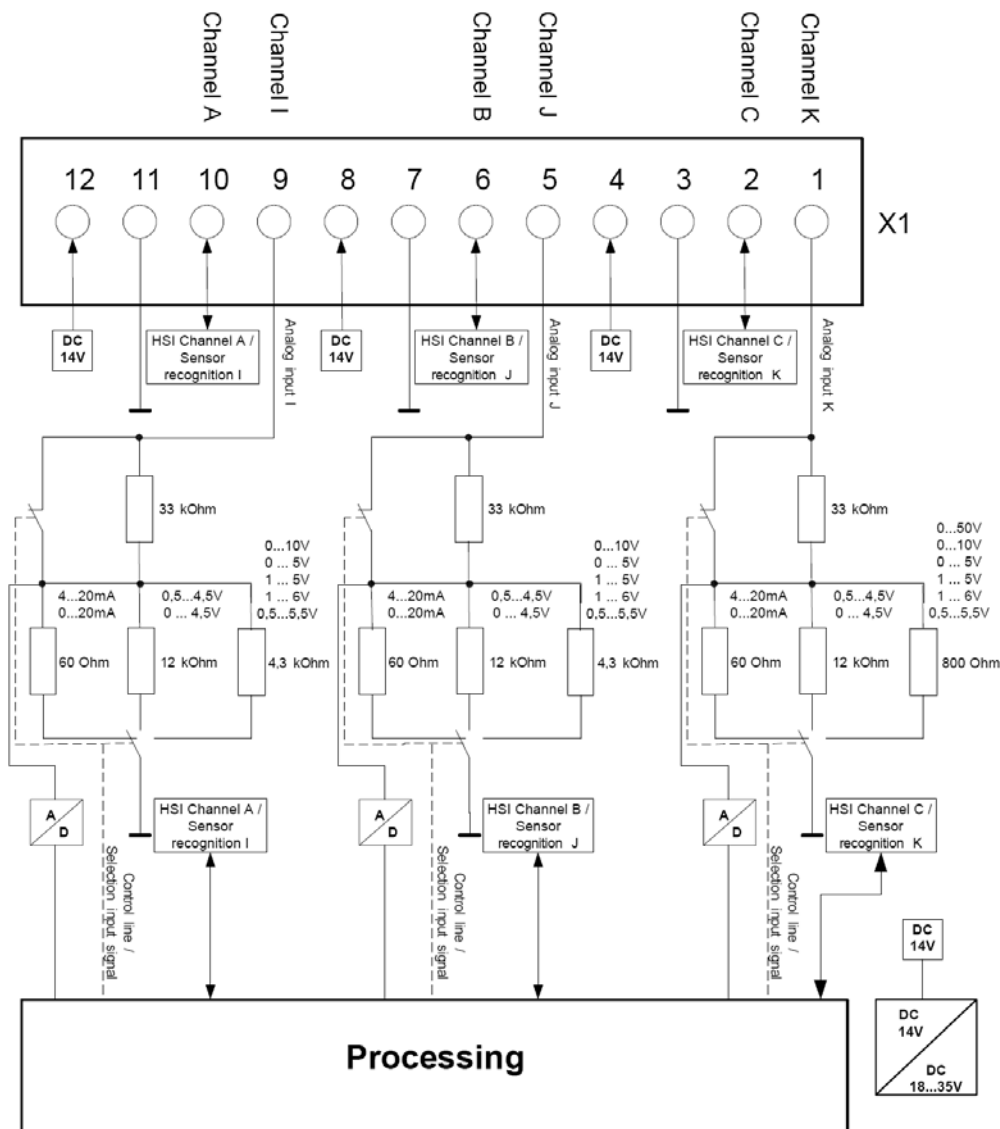 Channel A
Channel I
Channel B
Channel J
Channel C
Channel K
12 11 10 9 8 7 6 5 4 3 2 1
X1
DC
14V
HSI Channel A /
Sensor
recognition I
Analog input I
DC
14V
HSI Channel B /
Sensor
recognition J
Analog input J
DC
14V
HSI Channel C /
Sensor
recognition K
Analog input K
33 kOhm
0...10V
0 ... 5V
1 ... 5V
1 ... 6V
0,5...5,5V
4...20mA
0...20mA
0,5...4,5V
0 ... 4,5V
60 Ohm
12 kOhm
4,3 kOhm
33 kOhm
0...10V
0 ... 5V
1 ... 5V
1 ... 6V
0,5...5,5V
4...20mA
0...20mA
0,5...4,5V
0 ... 4,5V
60 Ohm
12 kOhm
4,3 kOhm
33 kOhm
0...50V
0...10V
0 ... 5V
1 ... 5V
1 ... 6V
0,5...5,5V
4...20mA
0...20mA
0,5...4,5V
0 ... 4,5V
60 Ohm
12 kOhm
800 Ohm
A
D
HSI Channel A /
Sensor
recognition I
Control line /
Selection input signal
A
D
HSI Channel B /
Sensor
recognition J
Control line /
Selection input signal
A
D
HSI Channel C /
Sensor
recognition K
Control line /
Selection input signal
DC
14V
DC
14V
DC
18...35V
Processing